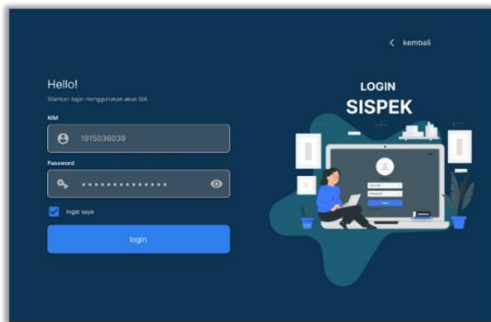 kembali
Hello!
Silahkan login menggunakan akun SIA
NIM
1915036039
Password
Ingat saya
login
LOGIN
SISPEK